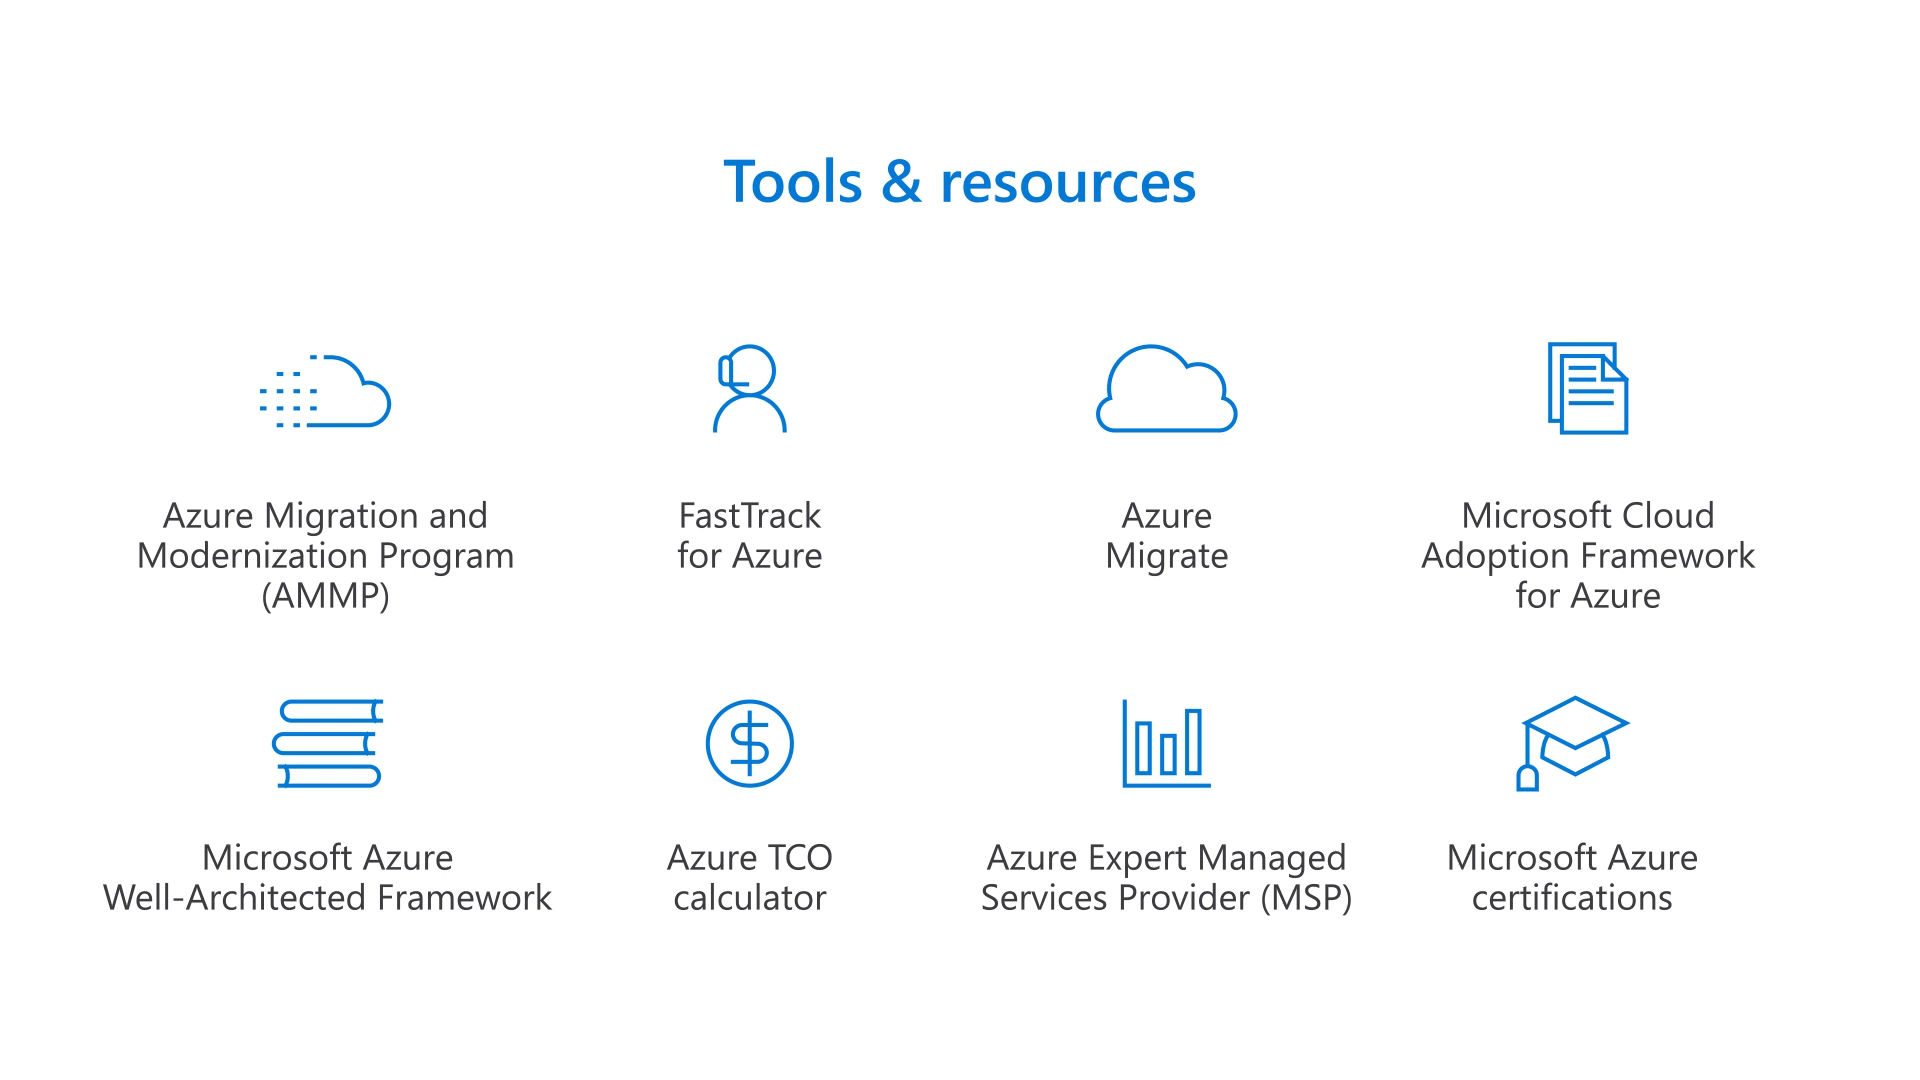 Tools & resources
Azure Migration and
Modernization Program
(AMMP)
FastTrack
for Azure
Azure
Migrate
Microsoft Cloud
Adoption Framework
for Azure
Microsoft Azure
Well-Architected Framework
Azure TCO
calculator
Azure Expert Managed
Services Provider (MSP)
Microsoft Azure
certifications